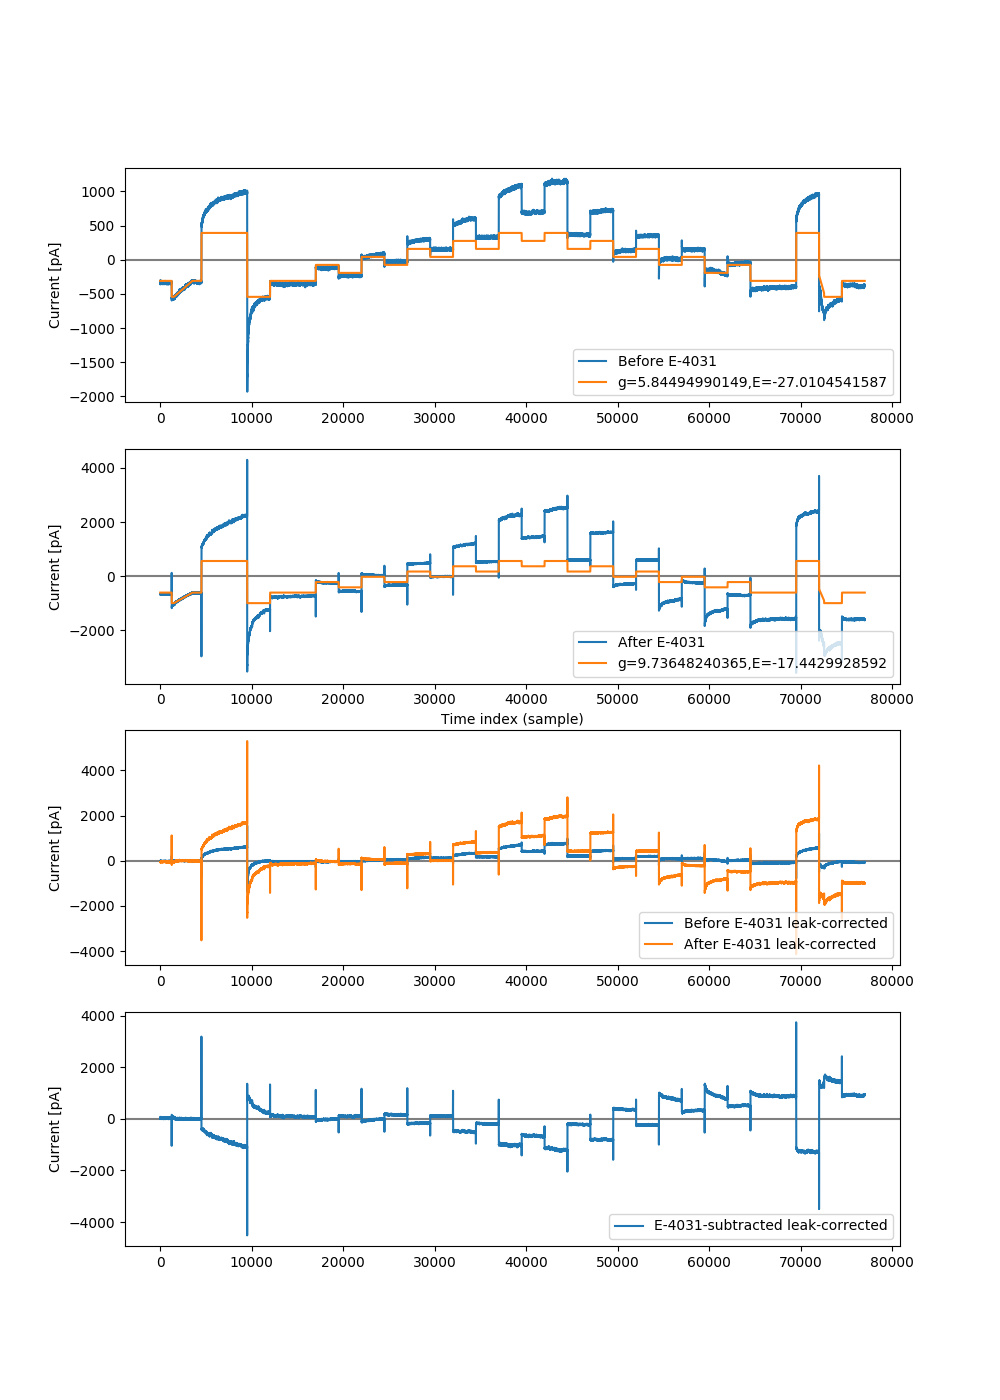 1000
500
0
−500
−1000
−1500
−2000
Current [pA]
Before E-4031
g=5.84494990149,E=-27.0104541587
0 10000 20000 30000 40000 50000 60000 70000 80000
4000
2000
0
−2000
Current [pA]
After E-4031
g=9.73648240365,E=-17.4429928592
0 10000 20000 30000 40000 50000 60000 70000 80000
Time index (sample)
4000
2000
0
−2000
−4000
Current [pA]
Before E-4031 leak-corrected
After E-4031 leak-corrected
0 10000 20000 30000 40000 50000 60000 70000 80000
4000
2000
0
−2000
−4000
Current [pA]
E-4031-subtracted leak-corrected
0 10000 20000 30000 40000 50000 60000 70000 80000